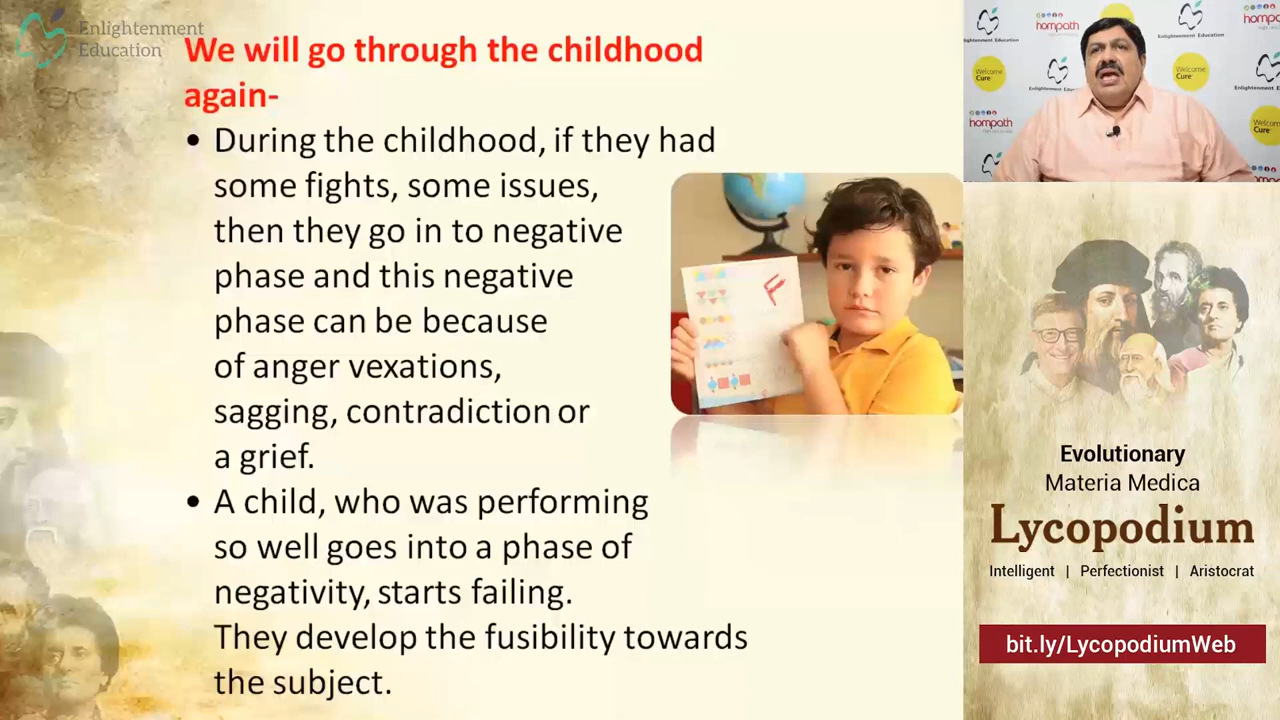 Enlightenment
Education
We will go through the childhood
again-
• During the childhood, if they had
some fights, some issues,
then they go in to negative
phase and this negative
phase can be because
of anger vexations,
sagging, contradiction or
a grief.
• A child, who was performing
so well goes into a phase of
negativity, starts failing.
They develop the fusibility towards
the subject.
F
hompath
Welcome
Cure
Enlightenment Education
Welcome
Cure
hompath
Evolutionary
Materia Medica
Lycopodium
Intelligent | Perfectionist | Aristocrat
bit.ly/LycopodiumWeb